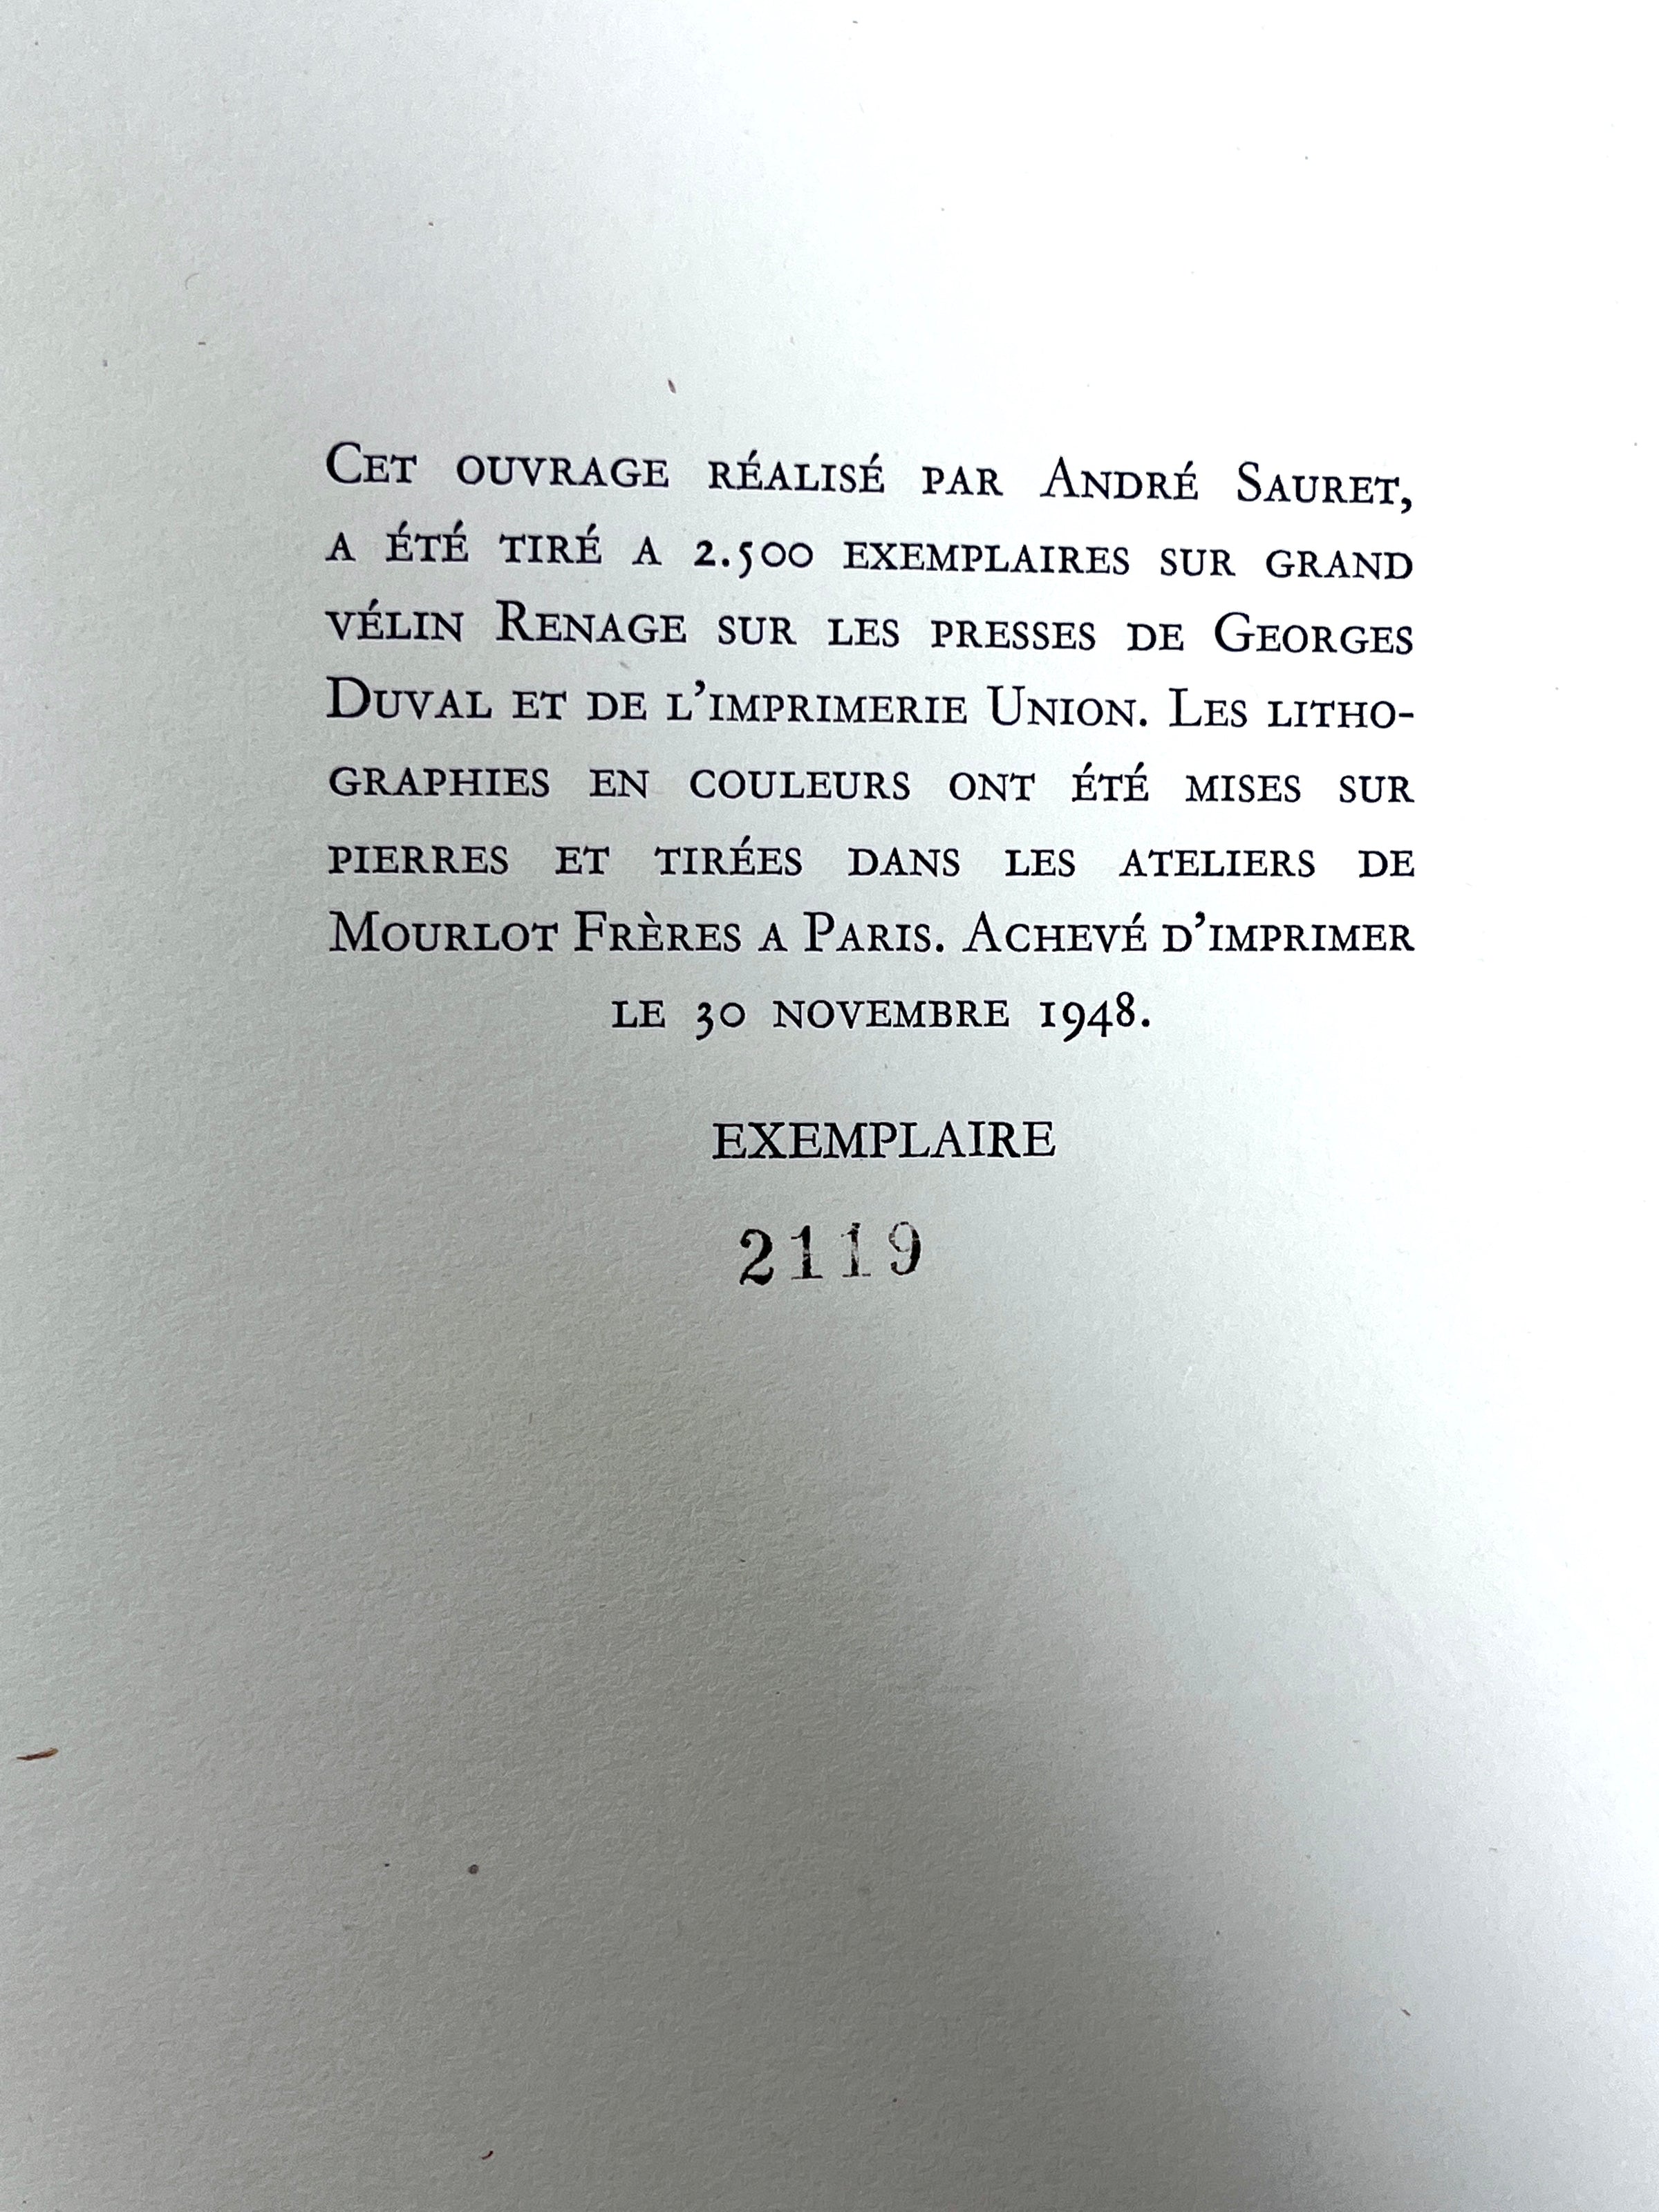 Cet ouvrage réalisé par André Sauret,
a été tiré a 2.500 exemplaires sur grand
vélin Renage sur les presses de Georges
Duval et de l'imprimerie Union. Les litho-
graphies en couleurs ont été mises sur
pierres et tirées dans les ateliers de
Mourlot Frères a Paris. Achevé d'imprimer
le 30 novembre 1948.
EXEMPLAIRE
2119